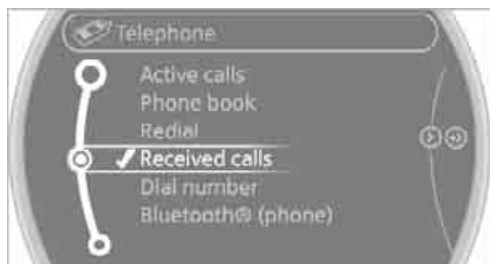 Telephone
Active calls
Phone book
Redial
Received calls
Dial number
Bluetooth® (phone)